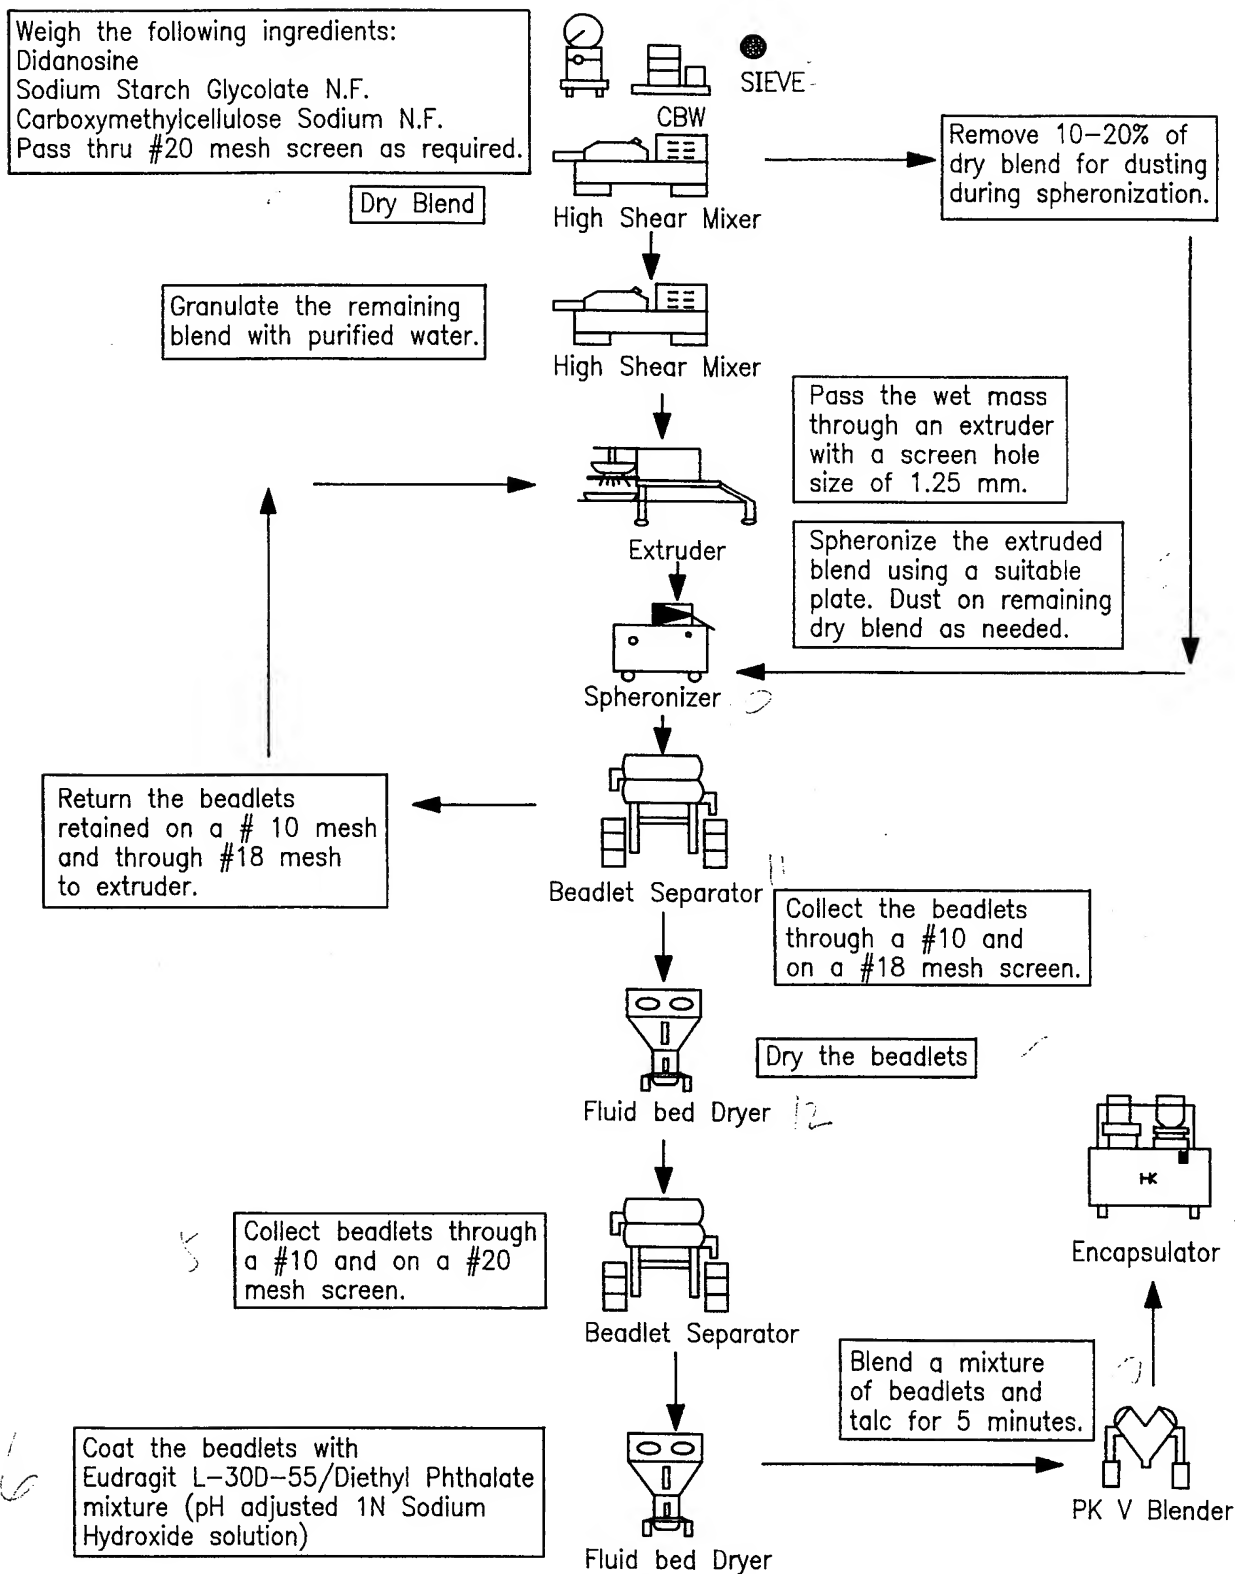 Weigh the following ingredients:
Didanosine
Sodium Starch Glycolate N.F.
Carboxymethylcellulose Sodium N.F.
Pass thru #20 mesh screen as required.
SIEVE
CBW
Dry Blend
High Shear Mixer
Remove 10-20% of
dry blend for dusting
during spheronization.
Granulate the remaining
blend with purified water.
High Shear Mixer
Pass the wet mass
through an extruder
with a screen hole
size of 1.25 mm.
Extruder
Spheronize the extruded
blend using a suitable
plate. Dust on remaining
dry blend as needed.
Spheronizer
Return the beadlets
retained on a # 10 mesh
and through #18 mesh
to extruder.
Beadlet Separator 11
Collect the beadlets
through a #10 and
on a #18 mesh screen.
Dry the beadlets
Fluid bed Dryer 12
HK
Encapsulator
5
Collect beadlets through
a #10 and on a #20
mesh screen.
Beadlet Separator
Blend a mixture
of beadlets and
talc for 5 minutes.
PK V Blender
16
Coat the beadlets with
Eudragit L-30D-55/Diethyl Phthalate
mixture (pH adjusted 1N Sodium
Hydroxide solution)
Fluid bed Dryer